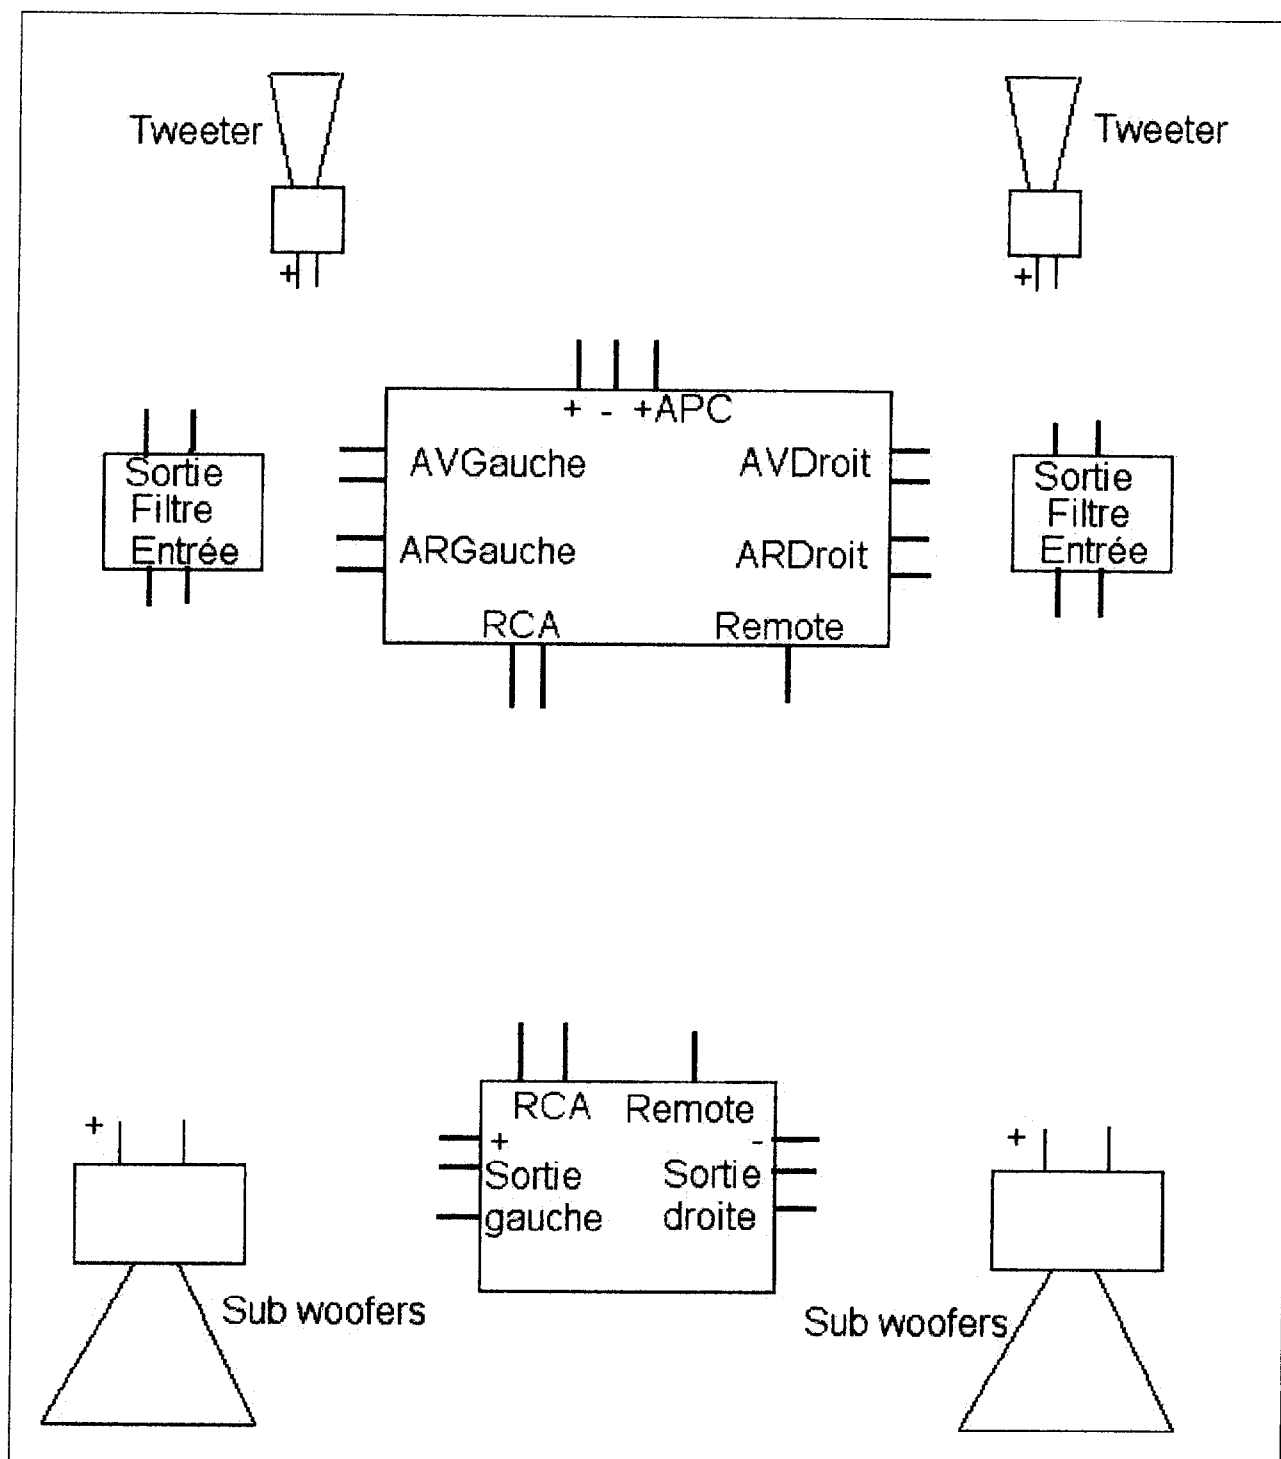 Tweeter
Tweeter
+
+
+ - +APC
AVGauche
AVDroit
ARGauche
ARDroit
RCA
Remote
Sortie
Filtre
Entrée
Sortie
Filtre
Entrée
RCA
Remote
+
-
Sortie
gauche
Sortie
droite
+
+
Sub woofers
Sub woofers